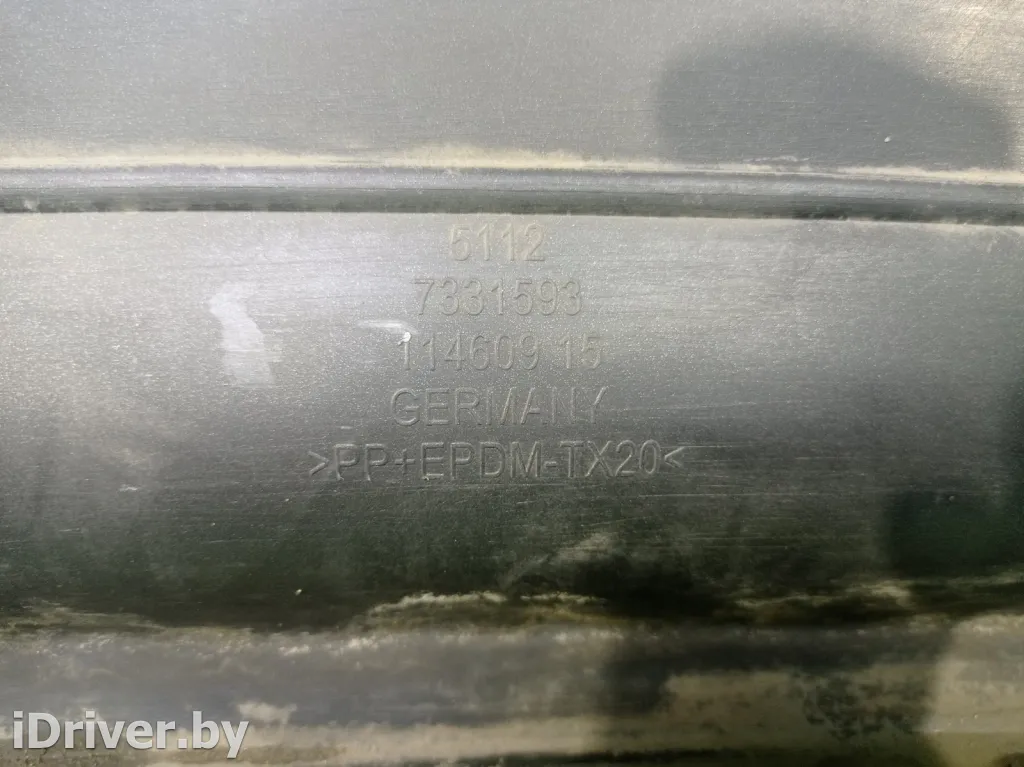 5112
7331593
114609 15
GERMANY
>PP+EPDM-TX20<
iDriver.by